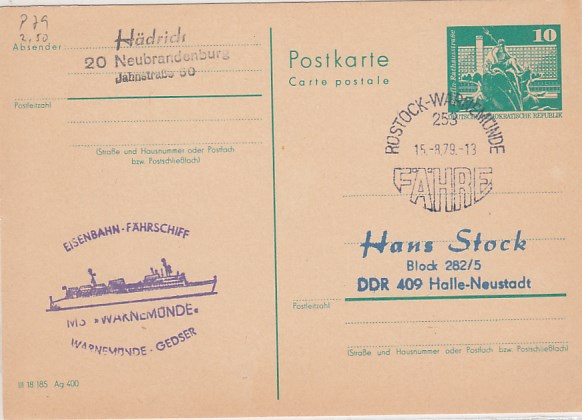 P79
2,50
Absender
Hädrich
20 Neubrandenburg
Jahnstraße 60
Postleitzahl
(Straße und Hausnummer oder Postfach
bzw. Postschließfach)
Postkarte
Carte postale
Rathausstraße
10
DEUTSCHE DEMOKRATISCHE REPUBLIK
ROSTOCK-WARNEMÜNDE
253
15.-8.79.-13
FÄHRE
EISENBAHN-FÄHRSCHIFF
MS »WARNEMÜNDE«
WARNEMÜNDE - GEDSER
Hans Stock
Block 282/5
DDR 409 Halle-Neustadt
Postleitzahl
(Straße und Hausnummer oder Postfach bzw. Postschließfach)
III 18 185 Ag 400